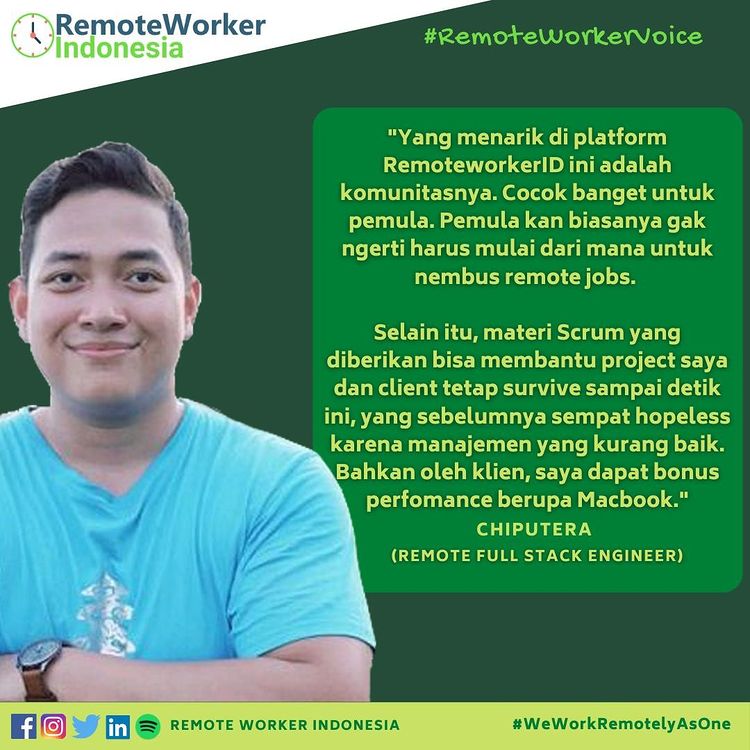 RemoteWorker
Indonesia
#RemoteWorkerVoice
"Yang menarik di platform
RemoteworkerID ini adalah
komunitasnya. Cocok banget untuk
pemula. Pemula kan biasanya gak
ngerti harus mulai dari mana untuk
nembus remote jobs.
Selain itu, materi Scrum yang
diberikan bisa membantu project saya
dan client tetap survive sampai detik
ini, yang sebelumnya sempat hopeless
karena manajemen yang kurang baik.
Bahkan oleh klien, saya dapat bonus
perfomance berupa Macbook."
CHIPUTERA
(REMOTE FULL STACK ENGINEER)
REMOTE WORKER INDONESIA
#WeWorkRemotelyAsOne